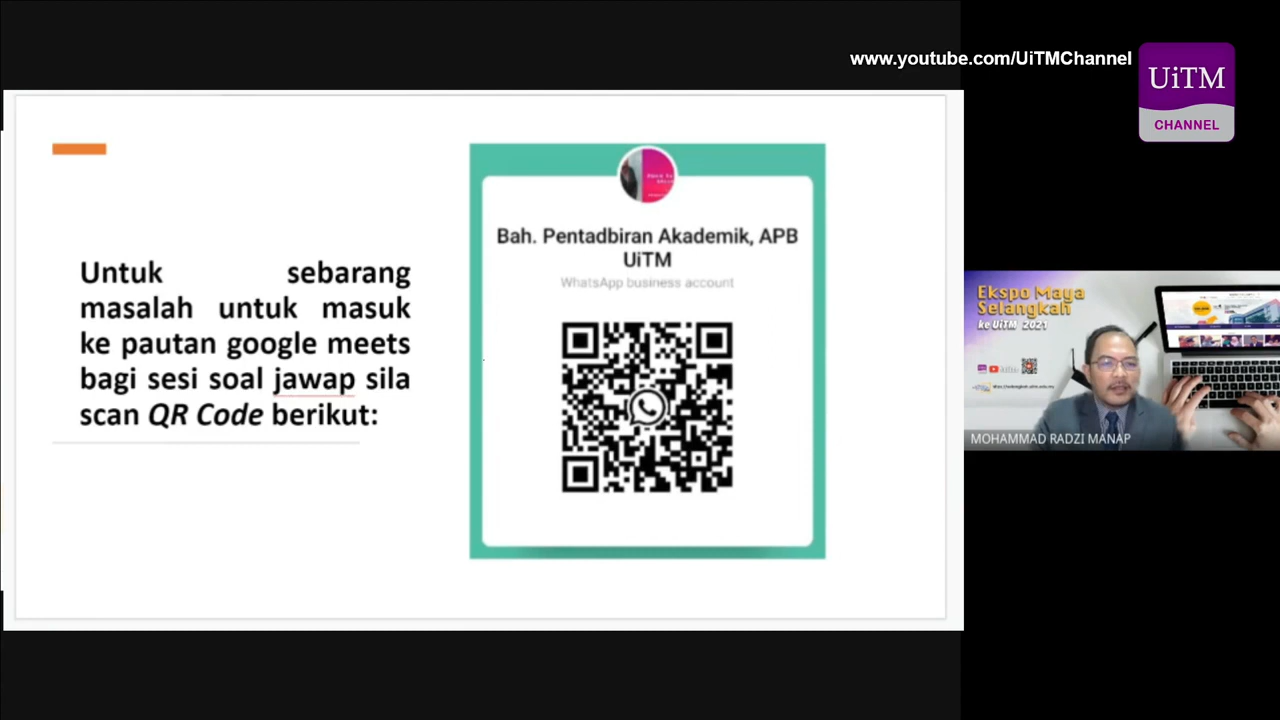 www.youtube.com/UiTMChannel
UiTM
CHANNEL
Untuk sebarang
masalah untuk masuk
ke pautan google meets
bagi sesi soal jawap sila
scan QR Code berikut:
Bah. Pentadbiran Akademik, APB
UiTM
WhatsApp business account
Ekspo Maya
Selangkah
ke UiTM 2021
MOHAMMAD RADZI MANAP